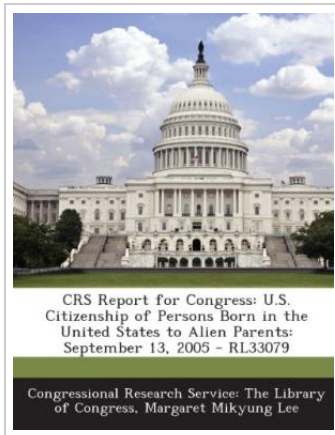 CRS Report for Congress: U.S.
Citizenship of Persons Born in the
United States to Alien Parents:
September 13, 2005 - RL33079
Congressional Research Service: The Library
of Congress, Margaret Mikyung Lee